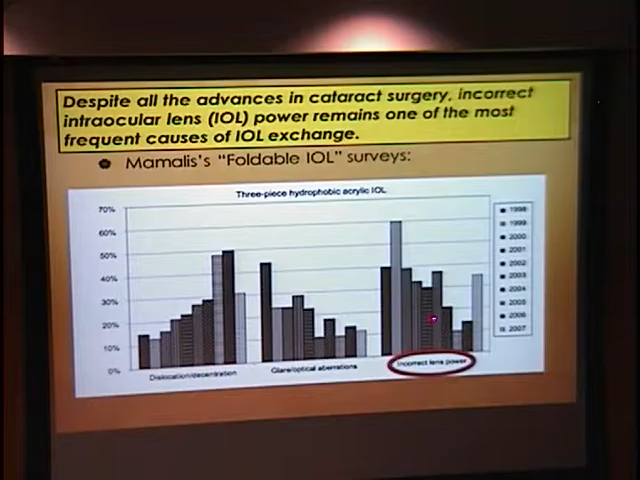 Despite all the advances in cataract surgery, incorrect
intraocular lens (IOL) power remains one of the most
frequent causes of IOL exchange.
Mamalis's "Foldable IOL" surveys:
Three-piece hydrophobic acrylic IOL
70%
60%
50%
40%
30%
20%
10%
0%
Dislocation/decentration
Glare/optical aberrations
Incorrect lens power
1998
1999
2000
2001
2002
2003
2004
2005
2006
2007